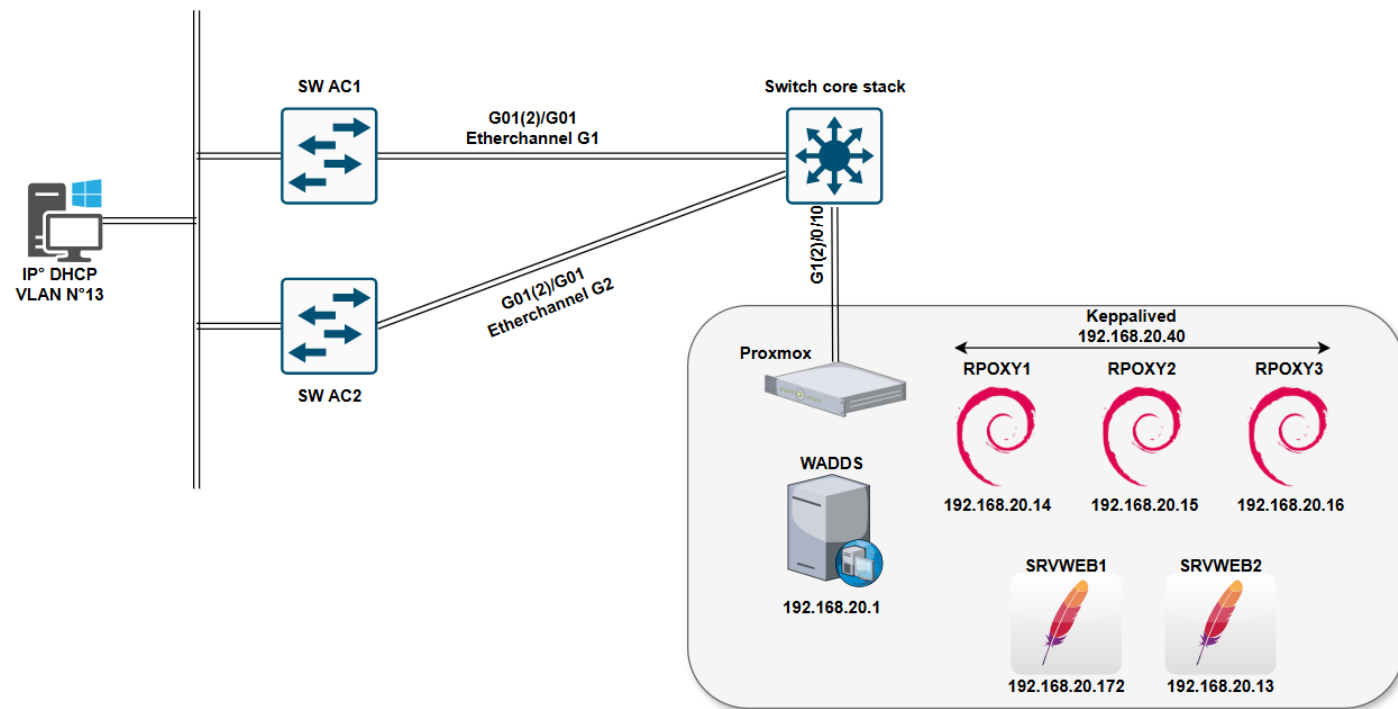 SW AC1
G01(2)/G01
Etherchannel G1
Switch core stack
IP° DHCP
VLAN N°13
G01(2)/G01
Etherchannel G2
SW AC2
G1(2)/0/10
Proxmox
Keppalived
192.168.20.40
RPOXY1
RPOXY2
RPOXY3
192.168.20.14
192.168.20.15
192.168.20.16
WADDS
192.168.20.1
SRVWEB1
SRVWEB2
192.168.20.172
192.168.20.13